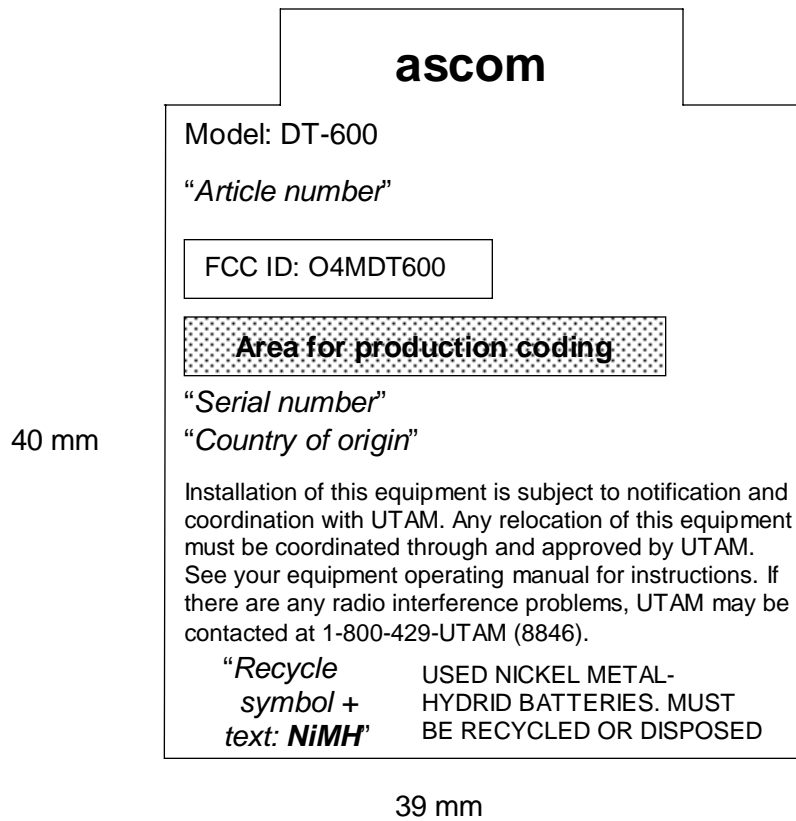 ascom
Model: DT-600
“Article number”
FCC ID: O4MDT600
Area for production coding
“Serial number”
40 mm
“Country of origin”
Installation of this equipment is subject to notification and
coordination with UTAM. Any relocation of this equipment
must be coordinated through and approved by UTAM.
See your equipment operating manual for instructions. If
there are any radio interference problems, UTAM may be
contacted at 1-800-429-UTAM (8846).
“Recycle
symbol +
text: NiMH”
USED NICKEL METAL-
HYDRID BATTERIES. MUST
BE RECYCLED OR DISPOSED
39 mm